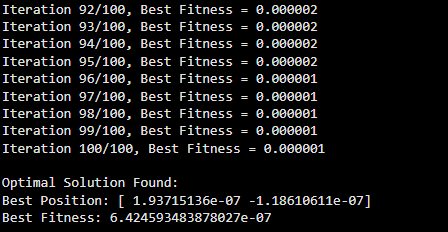 Iteration 92/100, Best Fitness = 0.000002
Iteration 93/100, Best Fitness = 0.000002
Iteration 94/100, Best Fitness = 0.000002
Iteration 95/100, Best Fitness = 0.000002
Iteration 96/100, Best Fitness = 0.000001
Iteration 97/100, Best Fitness = 0.000001
Iteration 98/100, Best Fitness = 0.000001
Iteration 99/100, Best Fitness = 0.000001
Iteration 100/100, Best Fitness = 0.000001
Optimal Solution Found:
Best Position: [ 1.93715136e-07 -1.18610611e-07]
Best Fitness: 6.424593483878027e-07